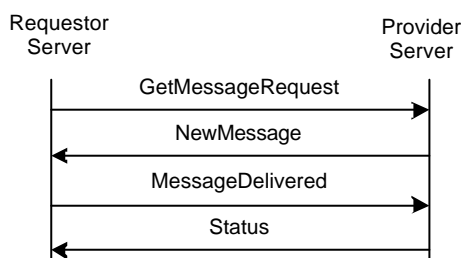 Requestor
Server
Provider
Server
GetMessageRequest
NewMessage
MessageDelivered
Status